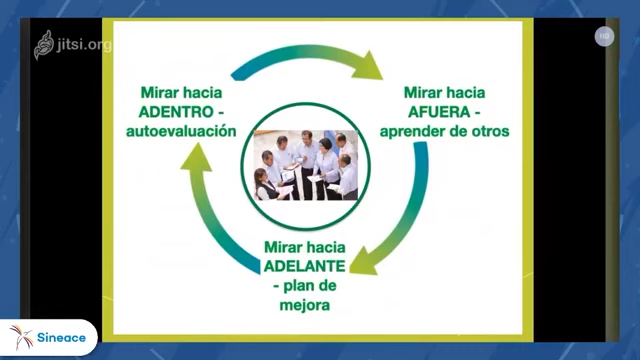 jitsi.org
HD
Mirar hacia
ADENTRO -
autoevaluación
Mirar hacia
AFUERA -
aprender de otros
Mirar hacia
ADELANTE
- plan de
mejora
Sineace